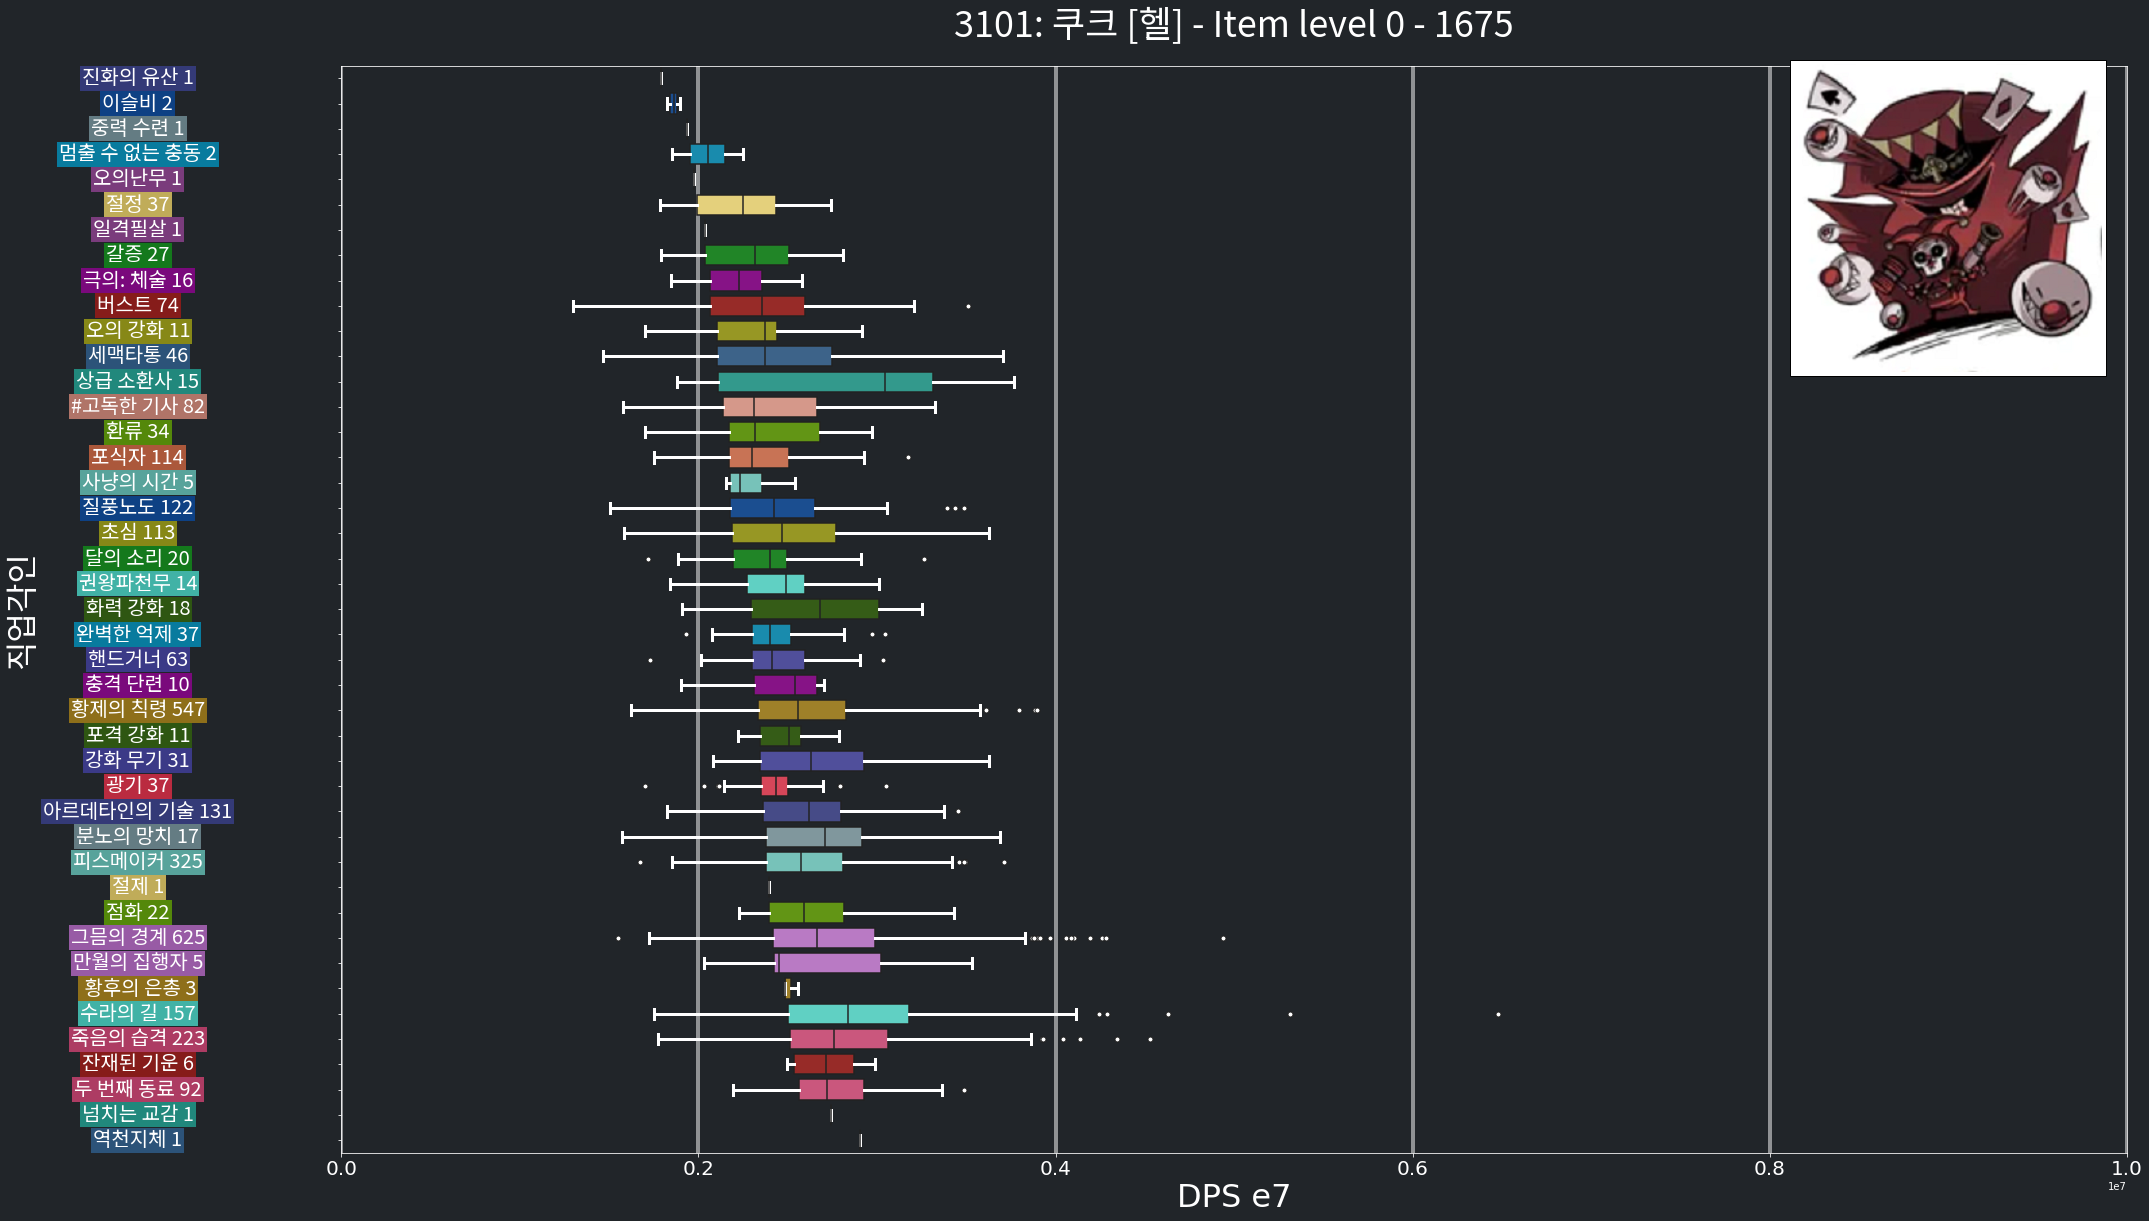 3101: 쿠크 [헬] - Item level 0 - 1675
직업각인
진화의 유산 1
이슬비 2
중력 수련 1
멈출 수 없는 충동 2
오의난무 1
절정 37
일격필살 1
갈증 27
극의: 체술 16
버스트 74
오의 강화 11
세맥타통 46
상급 소환사 15
#고독한 기사 82
환류 34
포식자 114
사냥의 시간 5
질풍노도 122
초심 113
달의 소리 20
권왕파천무 14
화력 강화 18
완벽한 억제 37
핸드거너 63
충격 단련 10
황제의 칙령 547
포격 강화 11
강화 무기 31
광기 37
아르데타인의 기술 131
분노의 망치 17
피스메이커 325
절제 1
점화 22
그믐의 경계 625
만월의 집행자 5
황후의 은총 3
수라의 길 157
죽음의 습격 223
잔재된 기운 6
두 번째 동료 92
넘치는 교감 1
역천지체 1
0.0 0.2 0.4 0.6 0.8 1.0
1e7
DPS e7